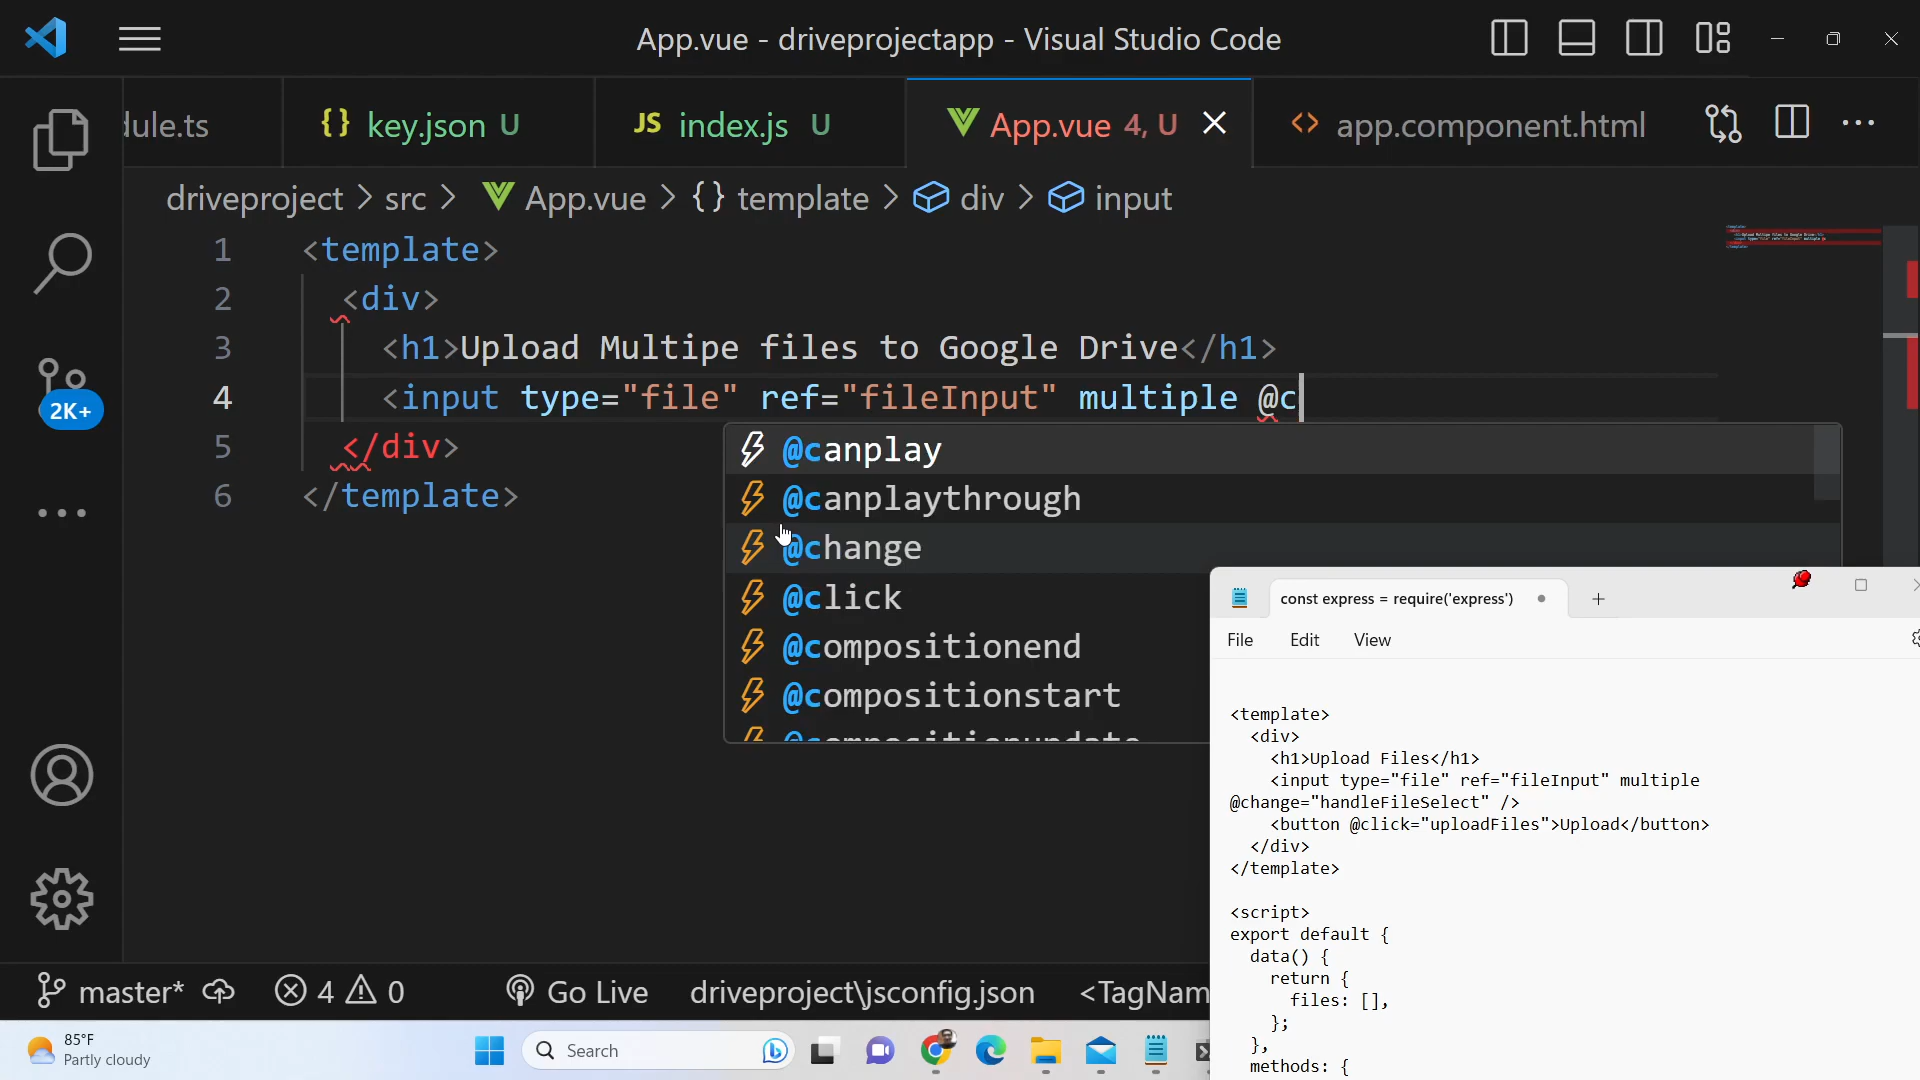 App.vue - driveprojectapp - Visual Studio Code
dule.ts
{} key.json U
JS index.js U
App.vue 4, U
<> app.component.html
driveproject > src > App.vue > {} template > div > input
1 <template>
2 <div>
3 <h1>Upload Multipe files to Google Drive</h1>
4 <input type="file" ref="fileInput" multiple @c
5 </div>
6 </template>
2K+
@canplay
@canplaythrough
@change
@click
@compositionend
@compositionstart
@compositionupdate
const express = require('express')
File Edit View
<template>
<div>
<h1>Upload Files</h1>
<input type="file" ref="fileInput" multiple
@change="handleFileSelect" />
<button @click="uploadFiles">Upload</button>
</div>
</template>
<script>
export default {
data() {
return {
files: [],
};
},
methods: {
master* 4 0 Go Live driveproject\jsconfig.json <TagNam
85°F
Partly cloudy
Search